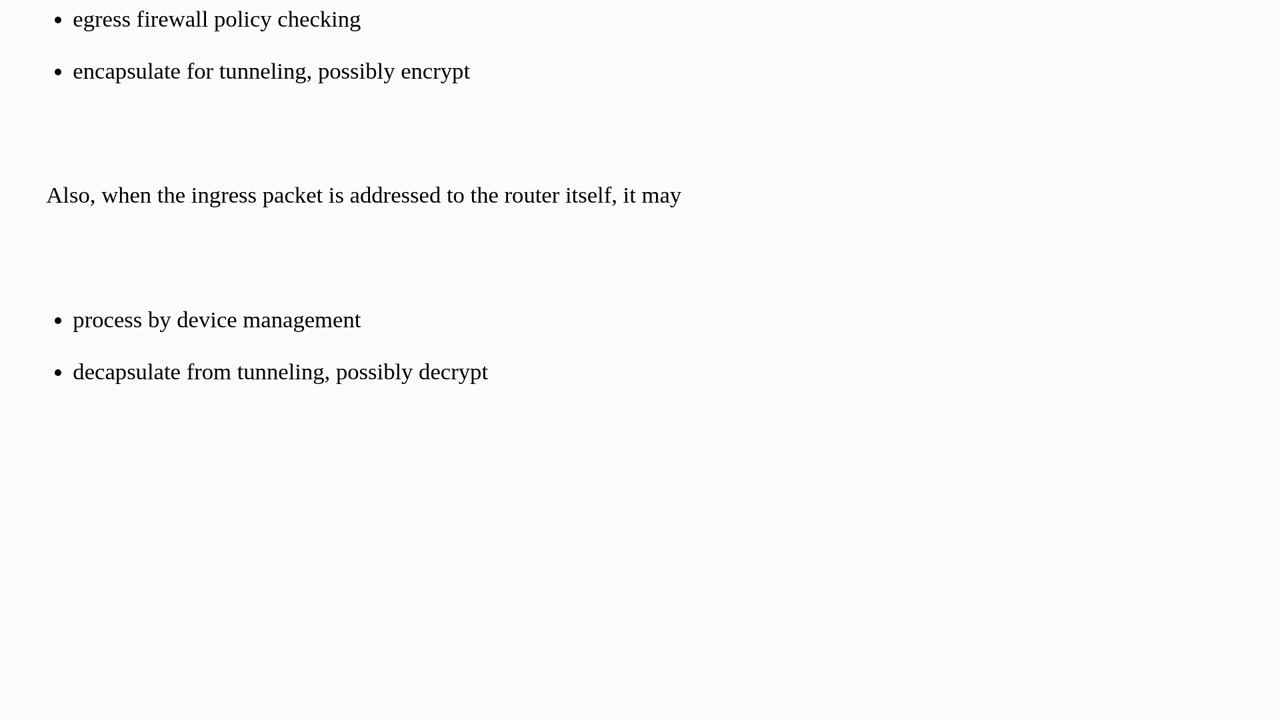 • egress firewall policy checking
• encapsulate for tunneling, possibly encrypt
Also, when the ingress packet is addressed to the router itself, it may
• process by device management
• decapsulate from tunneling, possibly decrypt